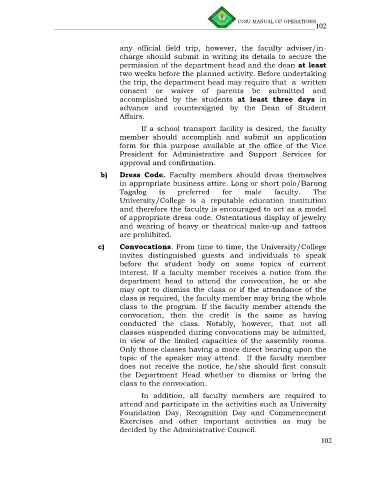 CvSU MANUAL OF OPERATIONS
102
any official field trip, however, the faculty adviser/in-
charge should submit in writing its details to secure the
permission of the department head and the dean at least
two weeks before the planned activity. Before undertaking
the trip, the department head may require that a written
consent or waiver of parents be submitted and
accomplished by the students at least three days in
advance and countersigned by the Dean of Student
Affairs.
If a school transport facility is desired, the faculty
member should accomplish and submit an application
form for this purpose available at the office of the Vice
President for Administrative and Support Services for
approval and confirmation.
b) Dress Code. Faculty members should dress themselves
in appropriate business attire. Long or short polo/Barong
Tagalog is preferred for male faculty. The
University/College is a reputable education institution
and therefore the faculty is encouraged to act as a model
of appropriate dress code. Ostentatious display of jewelry
and wearing of heavy or theatrical make-up and tattoos
are prohibited.
c) Convocations. From time to time, the University/College
invites distinguished guests and individuals to speak
before the student body on some topics of current
interest. If a faculty member receives a notice from the
department head to attend the convocation, he or she
may opt to dismiss the class or if the attendance of the
class is required, the faculty member may bring the whole
class to the program. If the faculty member attends the
convocation, then the credit is the same as having
conducted the class. Notably, however, that not all
classes suspended during convocations may be admitted,
in view of the limited capacities of the assembly rooms.
Only those classes having a more direct bearing upon the
topic of the speaker may attend. If the faculty member
does not receive the notice, he/she should first consult
the Department Head whether to dismiss or bring the
class to the convocation.
In addition, all faculty members are required to
attend and participate in the activities such as University
Foundation Day, Recognition Day and Commencement
Exercises and other important activities as may be
decided by the Administrative Council.
102